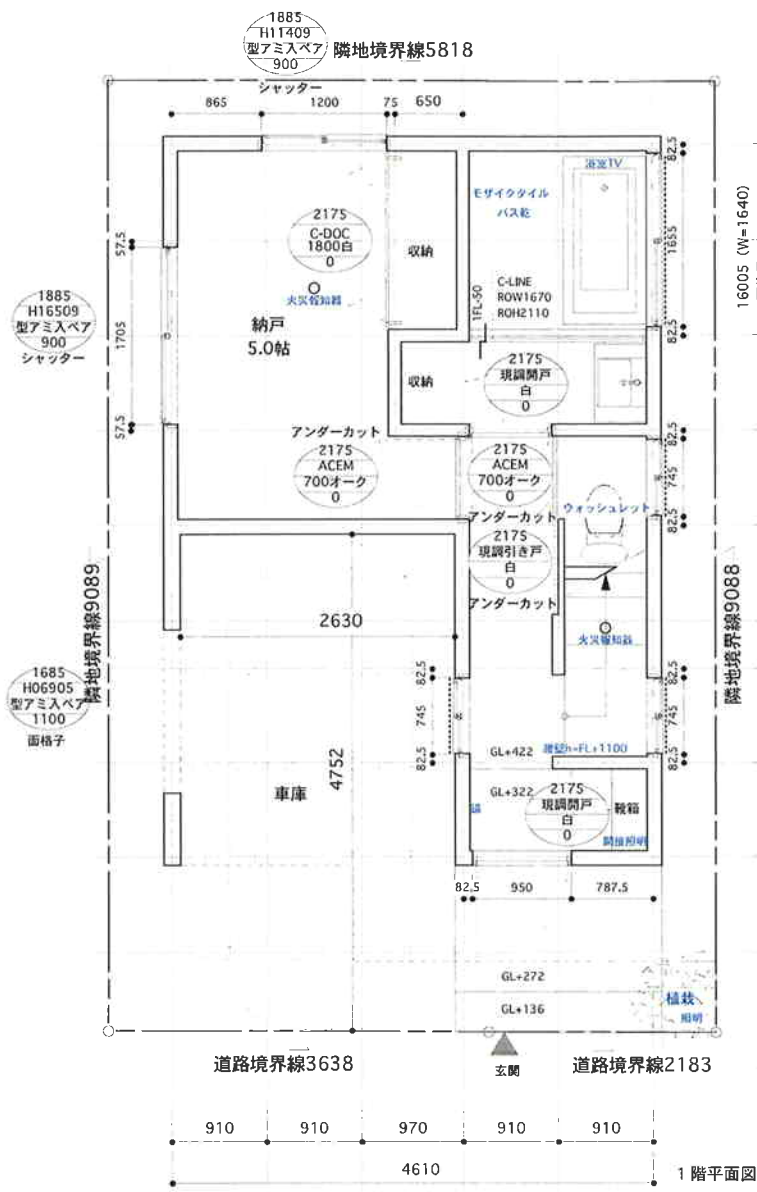 1885
H11409
型アミ入ペア
900
シャッター
隣地境界線5818
865
1200
75
650
82.5
浴室TV
モザイクタイル
バス乾
1655
16005（W=1640）
2175
C-DOC
1800白
0
収納
57.5
火災報知器
1885
H16509
型アミ入ペア
900
シャッター
1705
納戸
5.0帖
C-LINE
ROW1670
ROH2110
1FL-50
82.5
収納
2175
現調開戸
白
0
57.5
アンダーカット
2175
ACEM
700オーク
0
2175
ACEM
700オーク
0
アンダーカット
82.5
745
82.5
ウォッシュレット
2175
現調引き戸
白
0
アンダーカット
隣地境界線9089
隣地境界線9088
2630
火災報知器
1685
H06905
型アミ入ペア
1100
面格子
82.5
745
82.5
82.5
745
82.5
4752
車庫
GL+422
腰壁h=FL+1100
GL+322
2175
現調開戸
白
0
靴箱
間接照明
82.5
950
787.5
GL+272
GL+136
植栽
照明
道路境界線3638
玄関
道路境界線2183
910
910
970
910
910
4610
1階平面図